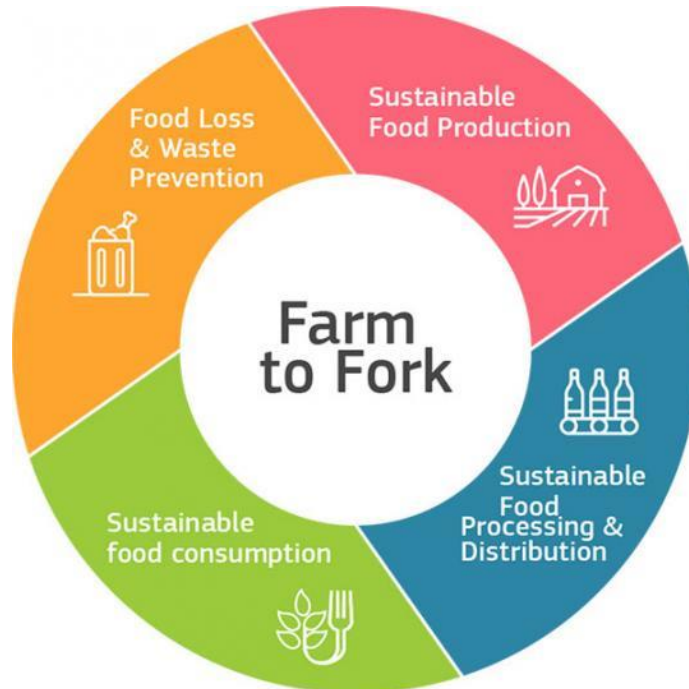 Farm
to Fork
Sustainable
Food Production
Sustainable
Food
Processing &
Distribution
Sustainable
food consumption
Food Loss
& Waste
Prevention